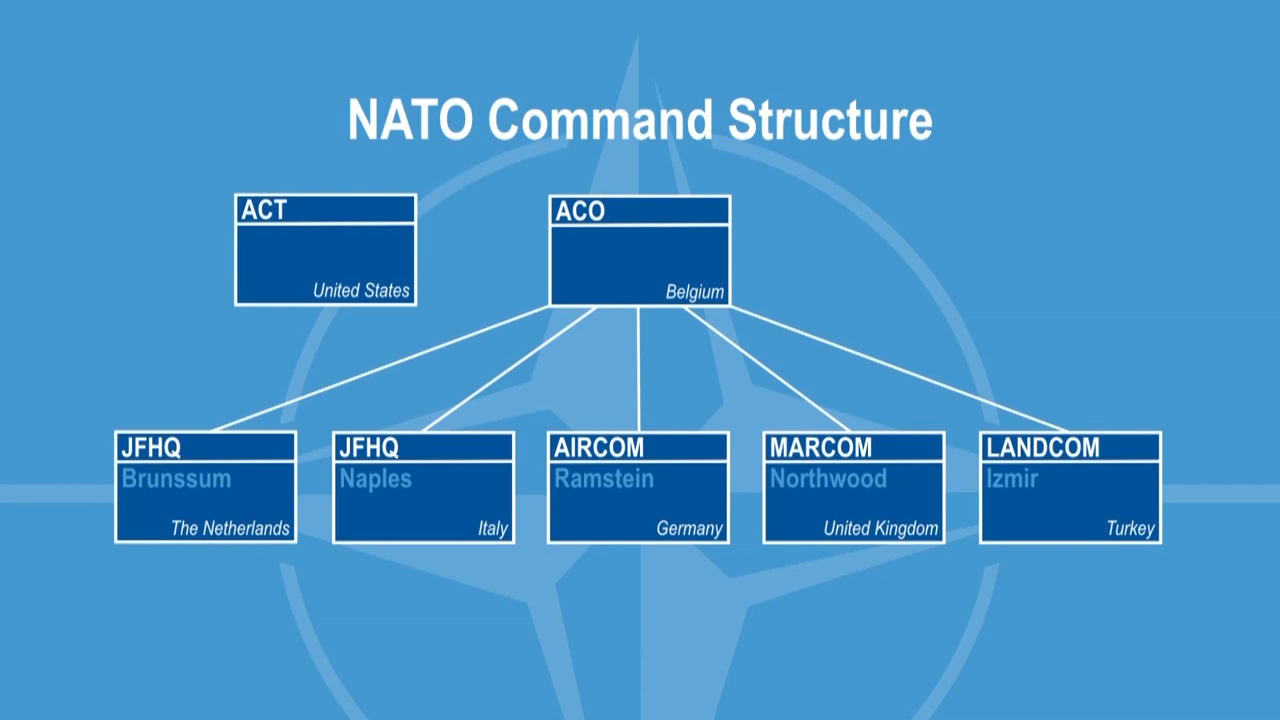 NATO Command Structure
ACT
United States
ACO
Belgium
JFHQ
Brunssum
The Netherlands
JFHQ
Naples
Italy
AIRCOM
Ramstein
Germany
MARCOM
Northwood
United Kingdom
LANDCOM
Izmir
Turkey